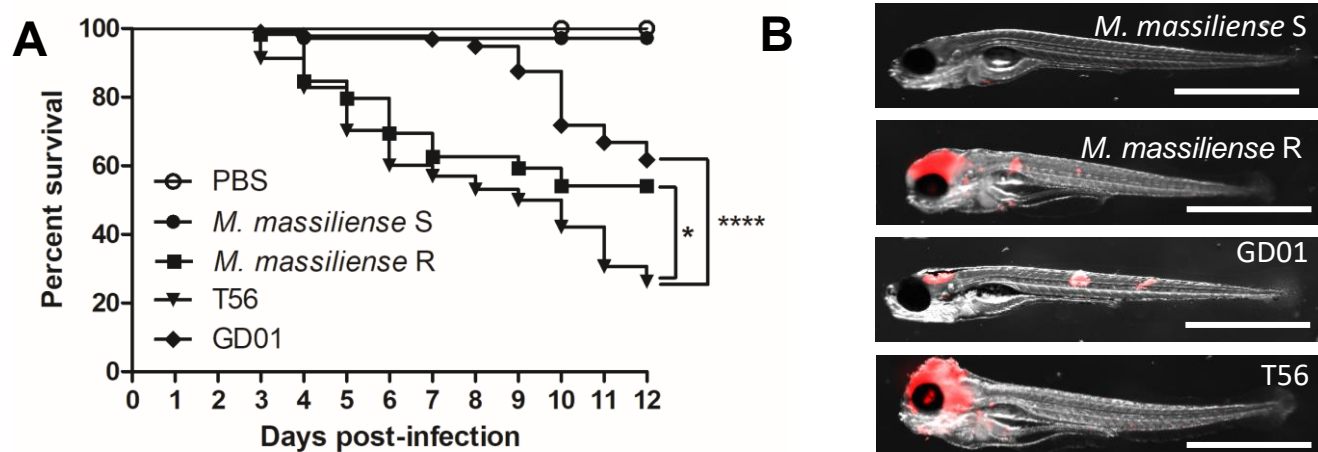 A
100
80
60
40
20
0
Percent survival
PBS
M. massiliense S
M. massiliense R
T56
GD01
*
****
0 1 2 3 4 5 6 7 8 9 10 11 12
Days post-infection
B
M. massiliense S
M. massiliense R
GD01
T56